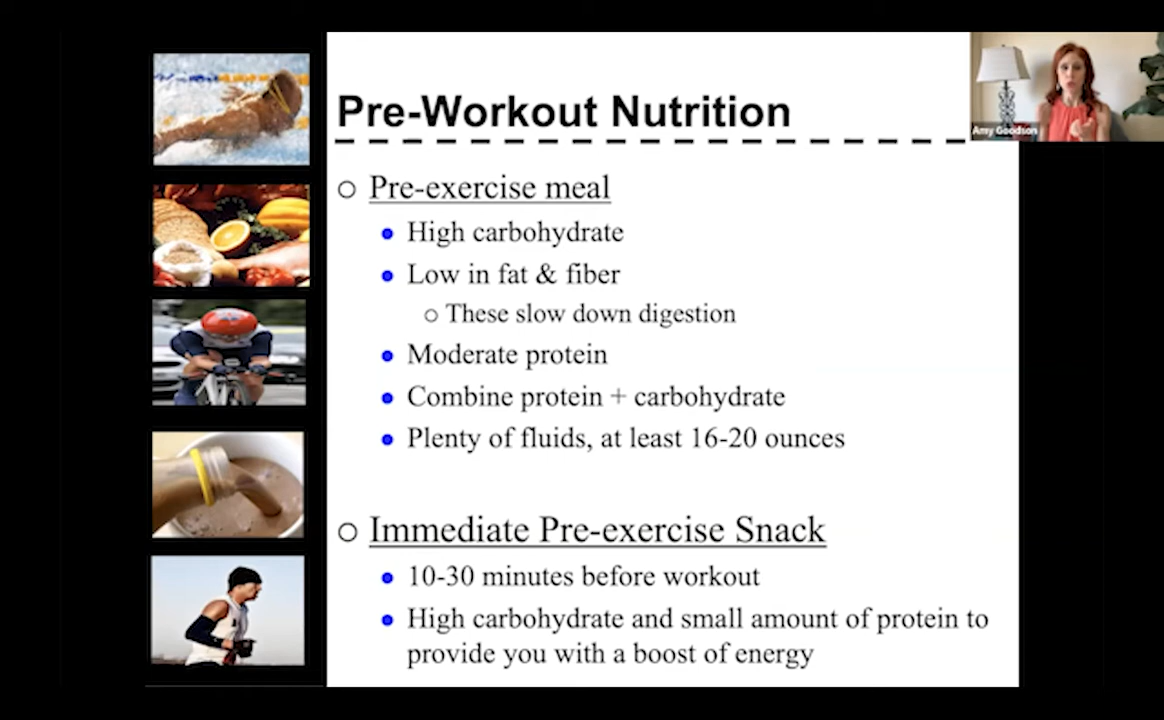 Pre-Workout Nutrition
Amy Goodson
Pre-exercise meal
High carbohydrate
Low in fat & fiber
These slow down digestion
Moderate protein
Combine protein + carbohydrate
Plenty of fluids, at least 16-20 ounces
Immediate Pre-exercise Snack
10-30 minutes before workout
High carbohydrate and small amount of protein to
provide you with a boost of energy